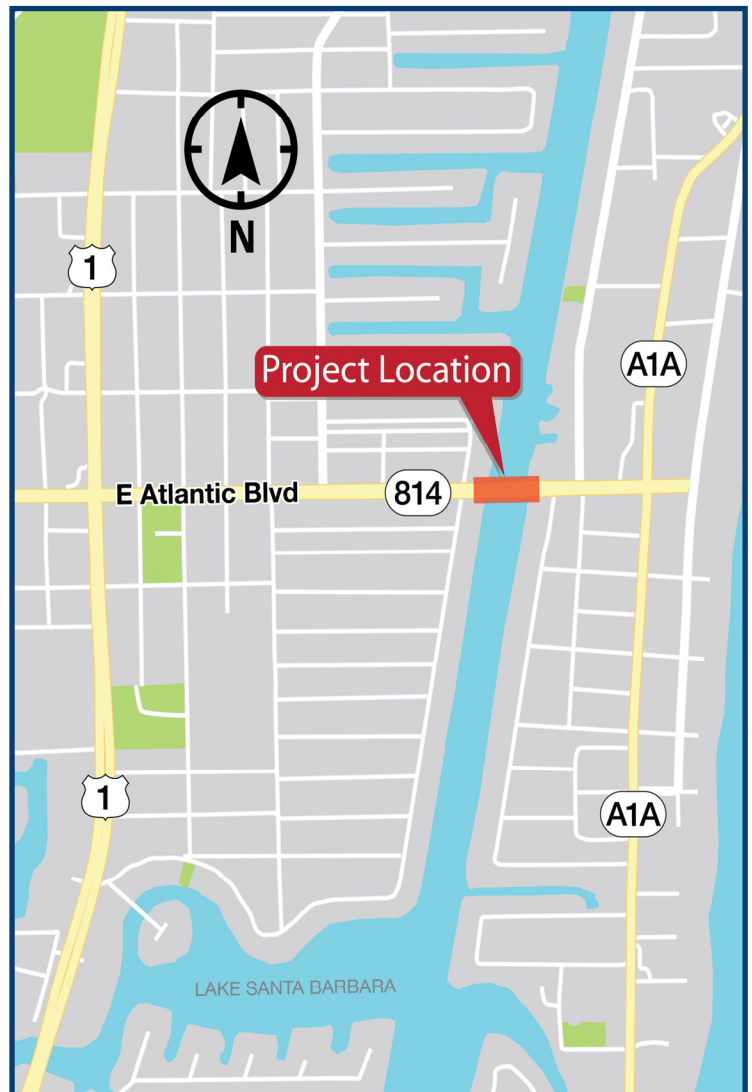 N
1
Project Location
A1A
E Atlantic Blvd
814
1
A1A
LAKE SANTA BARBARA